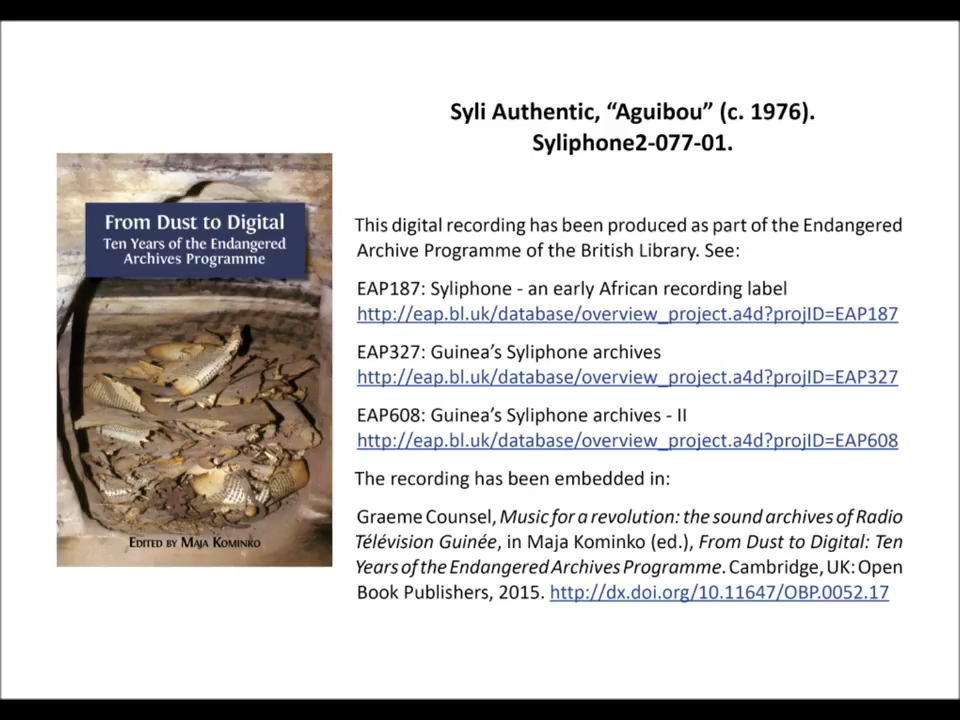 Syli Authentic, “Aguibou” (c. 1976).
Syliphone2-077-01.
From Dust to Digital
Ten Years of the Endangered
Archives Programme
EDITED BY MAJA KOMINKO
This digital recording has been produced as part of the Endangered
Archive Programme of the British Library. See:
EAP187: Syliphone - an early African recording label
http://eap.bl.uk/database/overview_project.a4d?projID=EAP187
EAP327: Guinea’s Syliphone archives
http://eap.bl.uk/database/overview_project.a4d?projID=EAP327
EAP608: Guinea’s Syliphone archives - II
http://eap.bl.uk/database/overview_project.a4d?projID=EAP608
The recording has been embedded in:
Graeme Counsel, Music for a revolution: the sound archives of Radio
Télévision Guinée, in Maja Kominko (ed.), From Dust to Digital: Ten
Years of the Endangered Archives Programme. Cambridge, UK: Open
Book Publishers, 2015. http://dx.doi.org/10.11647/OBP.0052.17